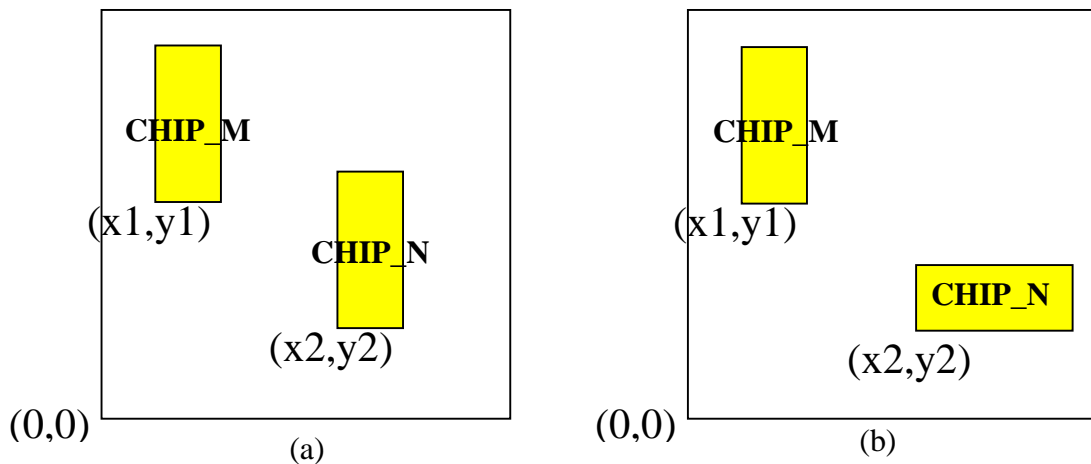 CHIP_M
(x1,y1)
CHIP_N
(x2,y2)
(0,0)
(a)
CHIP_M
(x1,y1)
CHIP_N
(x2,y2)
(0,0)
(b)